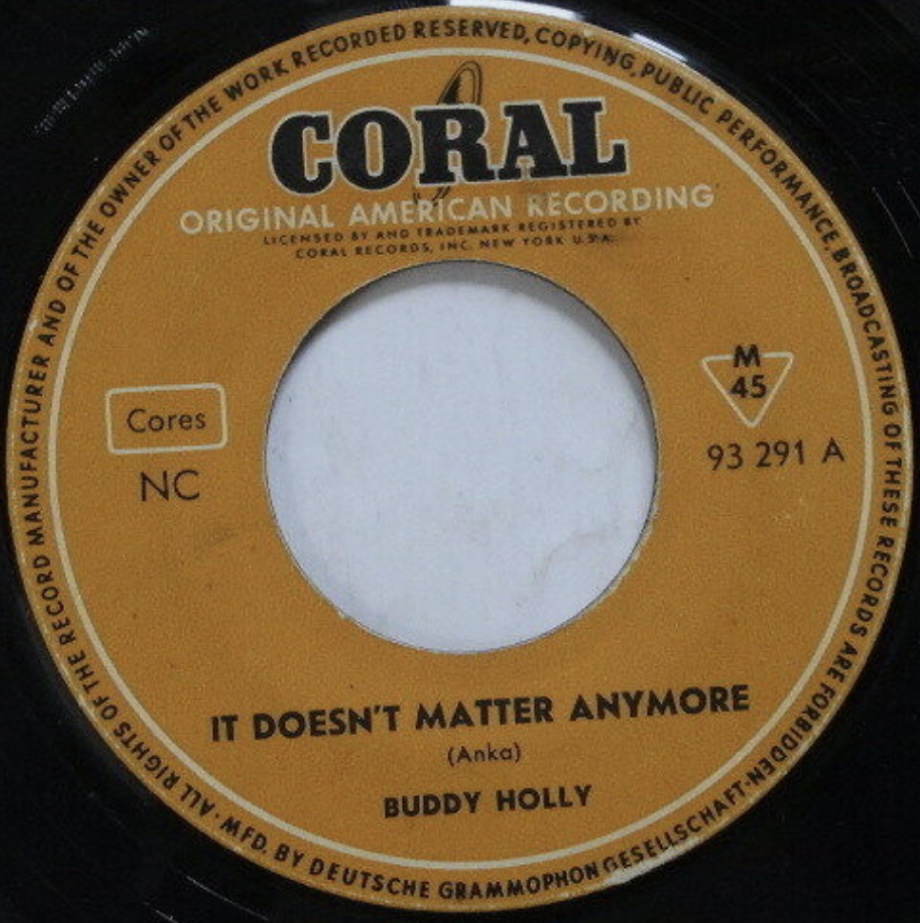 CORAL
ORIGINAL AMERICAN RECORDING
LICENSED BY AND TRADEMARK REGISTERED BY
CORAL RECORDS, INC. NEW YORK U.S.A.
Cores
NC
M
45
93 291 A
IT DOESN'T MATTER ANYMORE
(Anka)
BUDDY HOLLY
ALL RIGHTS OF THE RECORD MANUFACTURER AND OF THE OWNER OF THE WORK RECORDED RESERVED, COPYING, PUBLIC PERFORMANCE, BROADCASTING OF THESE RECORDS ARE FORBIDDEN · MFD. BY DEUTSCHE GRAMMOPHON GESELLSCHAFT ·